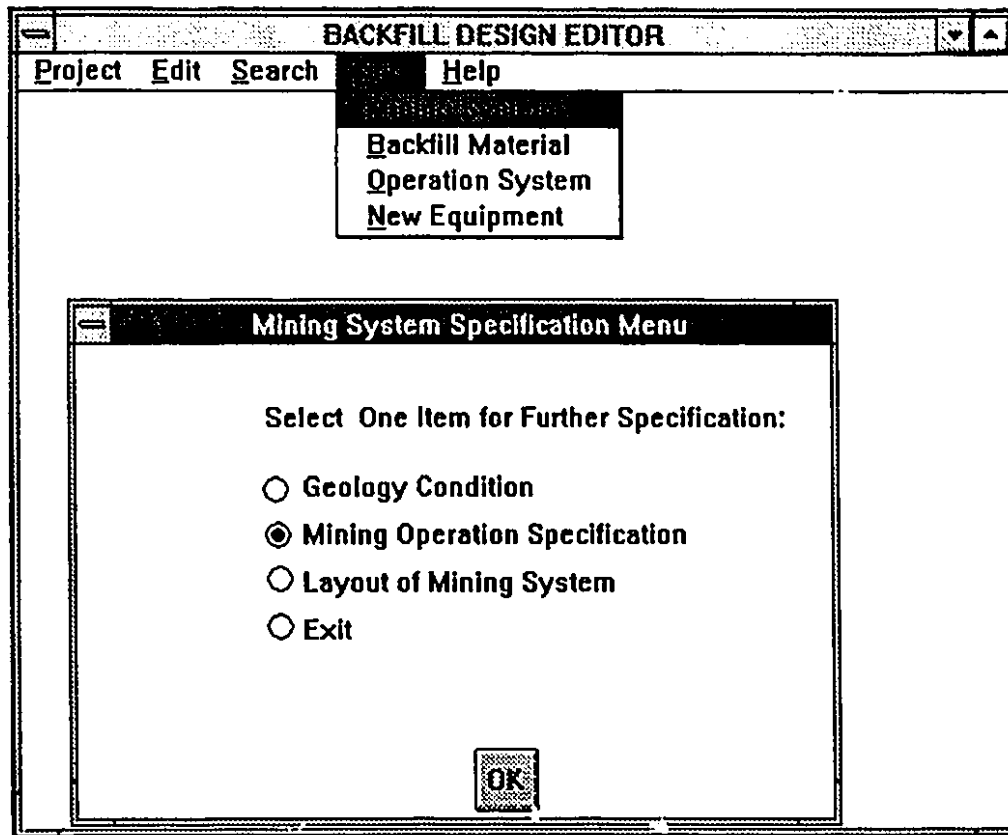 BACKFILL DESIGN EDITOR
Project Edit Search Help
Backfill Material
Operation System
New Equipment
Mining System Specification Menu
Select One Item for Further Specification:
Geology Condition
Mining Operation Specification
Layout of Mining System
Exit
OK